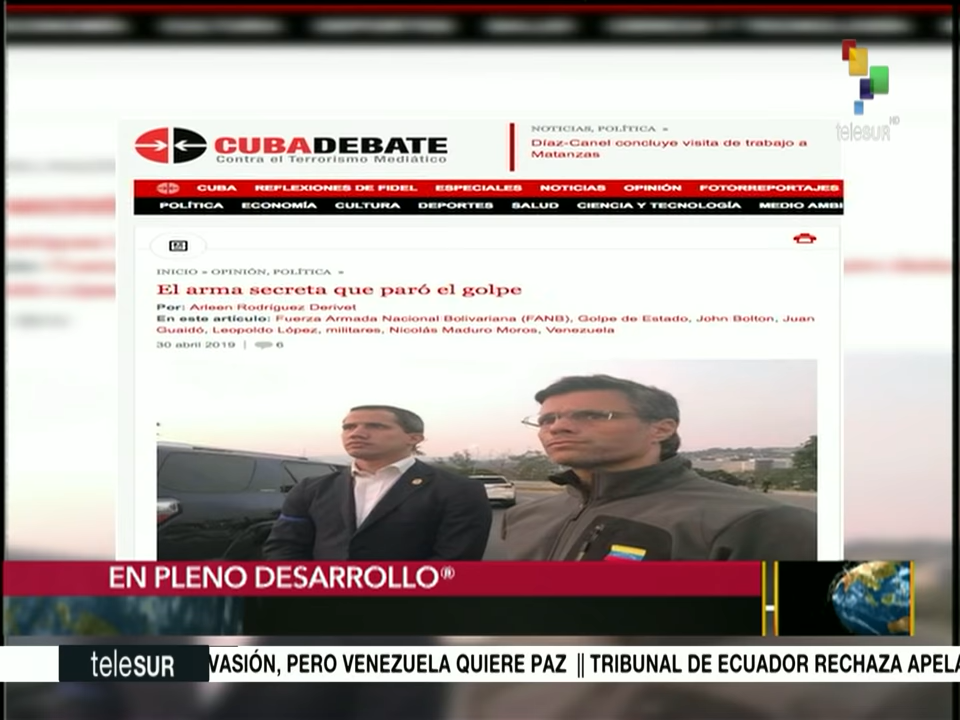 teleSUR HD
CUBADEBATE
Contra el Terrorismo Mediático
NOTICIAS, POLÍTICA »
Díaz-Canel concluye visita de trabajo a
Matanzas
CUBA REFLEXIONES DE FIDEL ESPECIALES NOTICIAS OPINIÓN FOTORREPORTAJES
POLÍTICA ECONOMÍA CULTURA DEPORTES SALUD CIENCIA Y TECNOLOGÍA MEDIO AMBI
INICIO » OPINIÓN, POLÍTICA »
El arma secreta que paró el golpe
Por: Arleen Rodríguez Derivet
En este artículo: Fuerza Armada Nacional Bolivariana (FANB), Golpe de Estado, John Bolton, Juan
Guaidó, Leopoldo López, militares, Nicolás Maduro Moros, Venezuela
30 abril 2019 | 6
EN PLENO DESARROLLO®
teleSUR VASIÓN, PERO VENEZUELA QUIERE PAZ || TRIBUNAL DE ECUADOR RECHAZA APELA